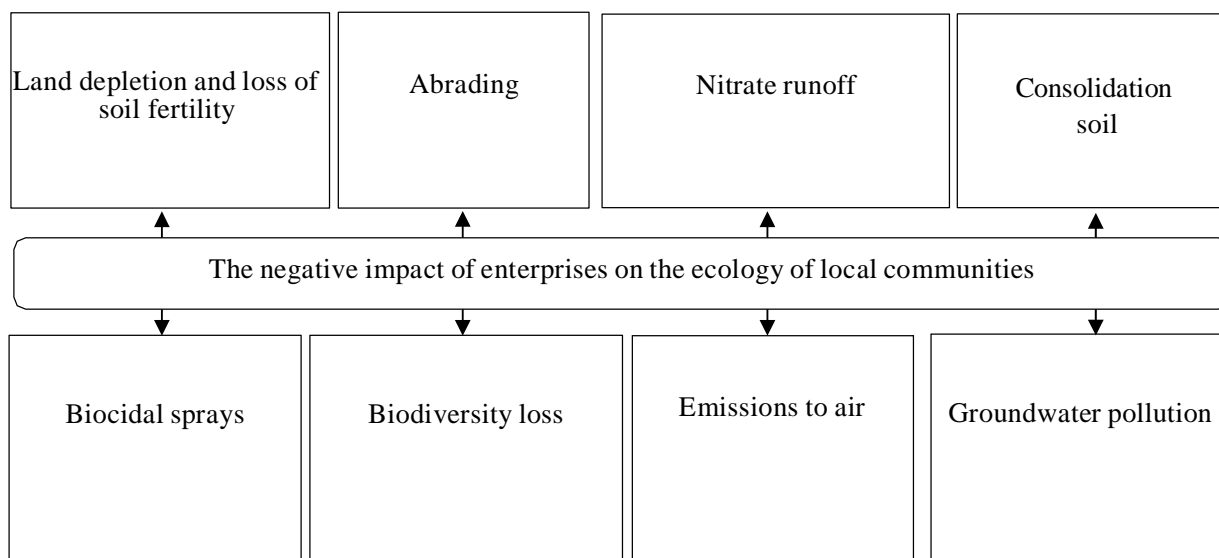 Land depletion and loss of
soil fertility
Abrading
Nitrate runoff
Consolidation
soil
The negative impact of enterprises on the ecology of local communities
Biocidal sprays
Biodiversity loss
Emissions to air
Groundwater pollution